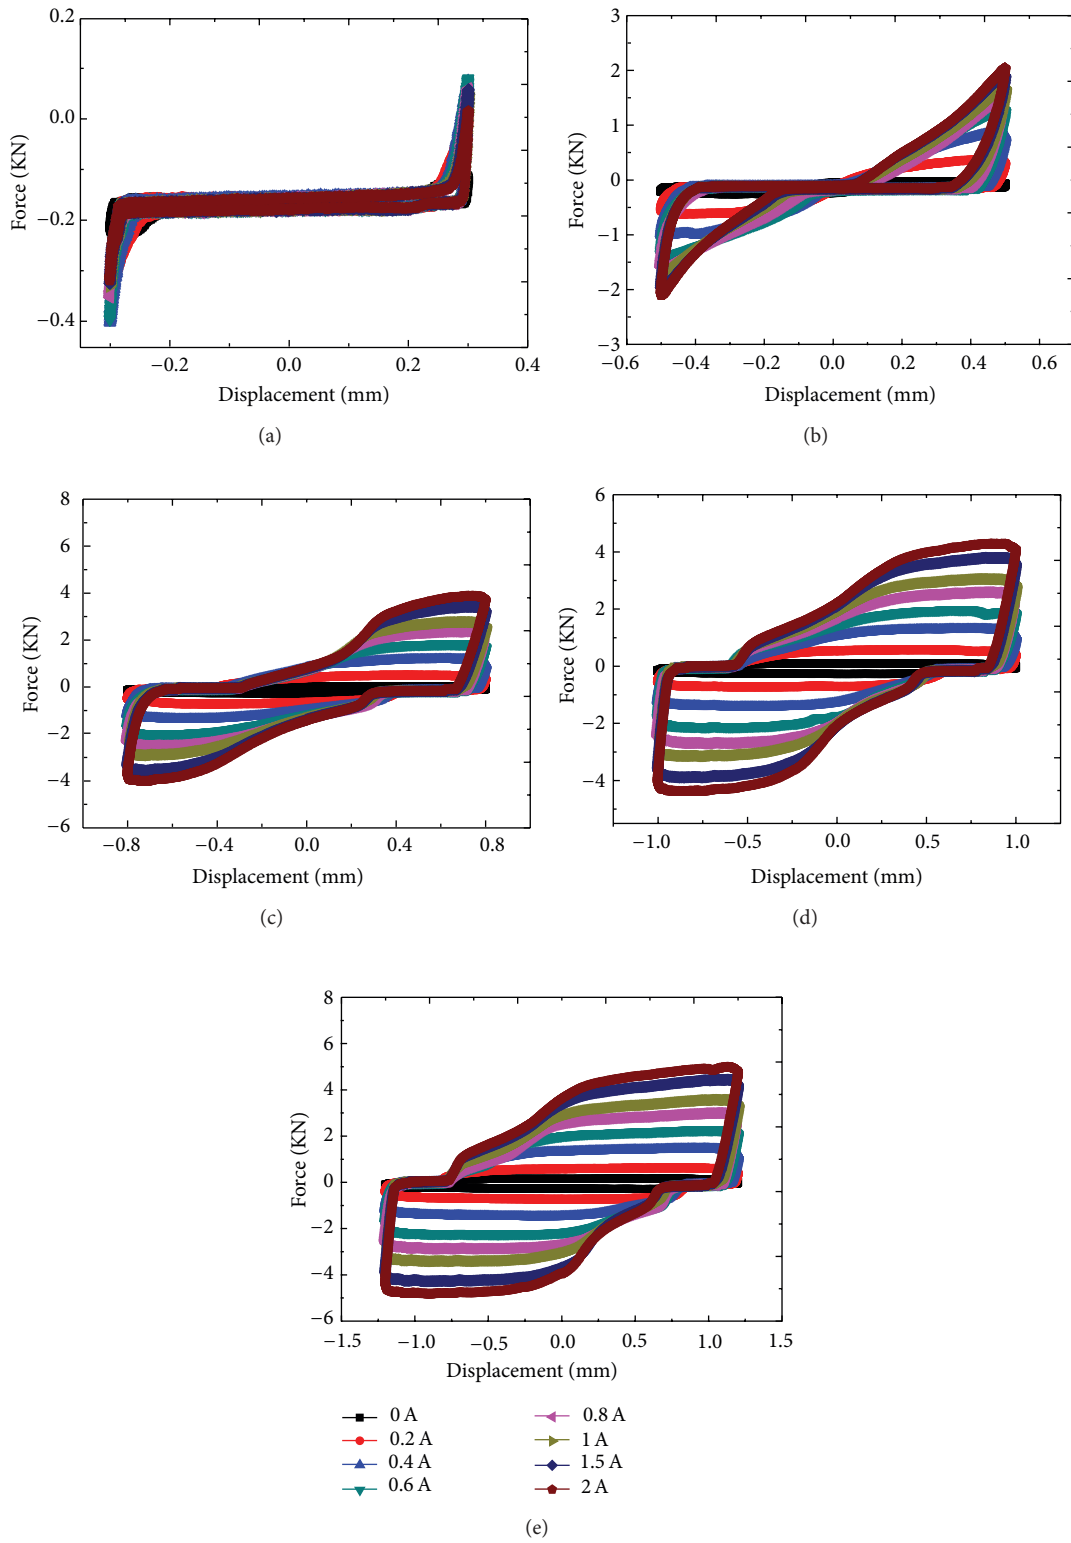 0.2
0.0
−0.2
−0.4
Force (KN)
−0.2 0.0 0.2 0.4
Displacement (mm)
(a)
3
2
1
0
−1
−2
−3
Force (KN)
−0.6 −0.4 −0.2 0.0 0.2 0.4 0.6
Displacement (mm)
(b)
8
6
4
2
0
−2
−4
−6
Force (KN)
−0.8 −0.4 0.0 0.4 0.8
Displacement (mm)
(c)
6
4
2
0
−2
−4
Force (KN)
−1.0 −0.5 0.0 0.5 1.0
Displacement (mm)
(d)
8
6
4
2
0
−2
−4
−6
Force (KN)
−1.5 −1.0 −0.5 0.0 0.5 1.0 1.5
Displacement (mm)
0 A
0.2 A
0.4 A
0.6 A
0.8 A
1 A
1.5 A
2 A
(e)